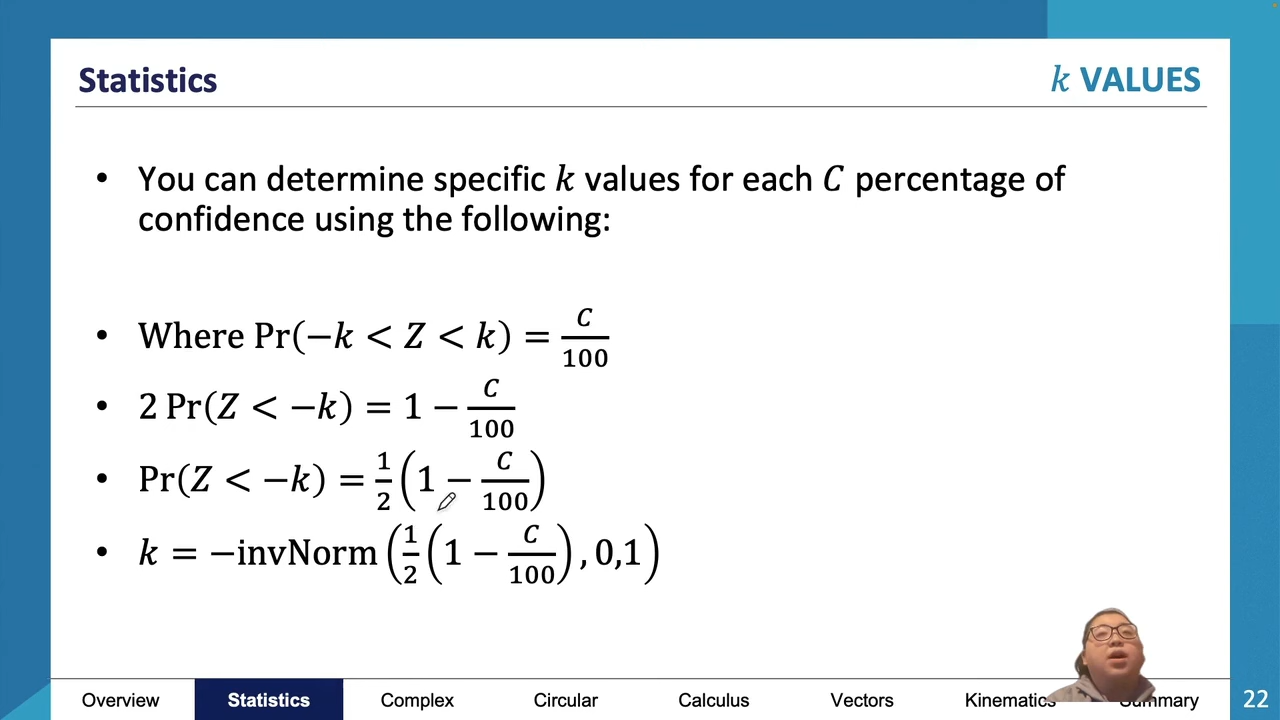 Statistics
k VALUES
• You can determine specific k values for each C percentage of
confidence using the following:
• Where Pr(−k < Z < k) = C/100
• 2 Pr(Z < −k) = 1 − C/100
• Pr(Z < −k) = 1/2 (1 − C/100)
• k = −invNorm (1/2 (1 − C/100), 0,1)
Overview Statistics Complex Circular Calculus Vectors Kinematics Summary 22